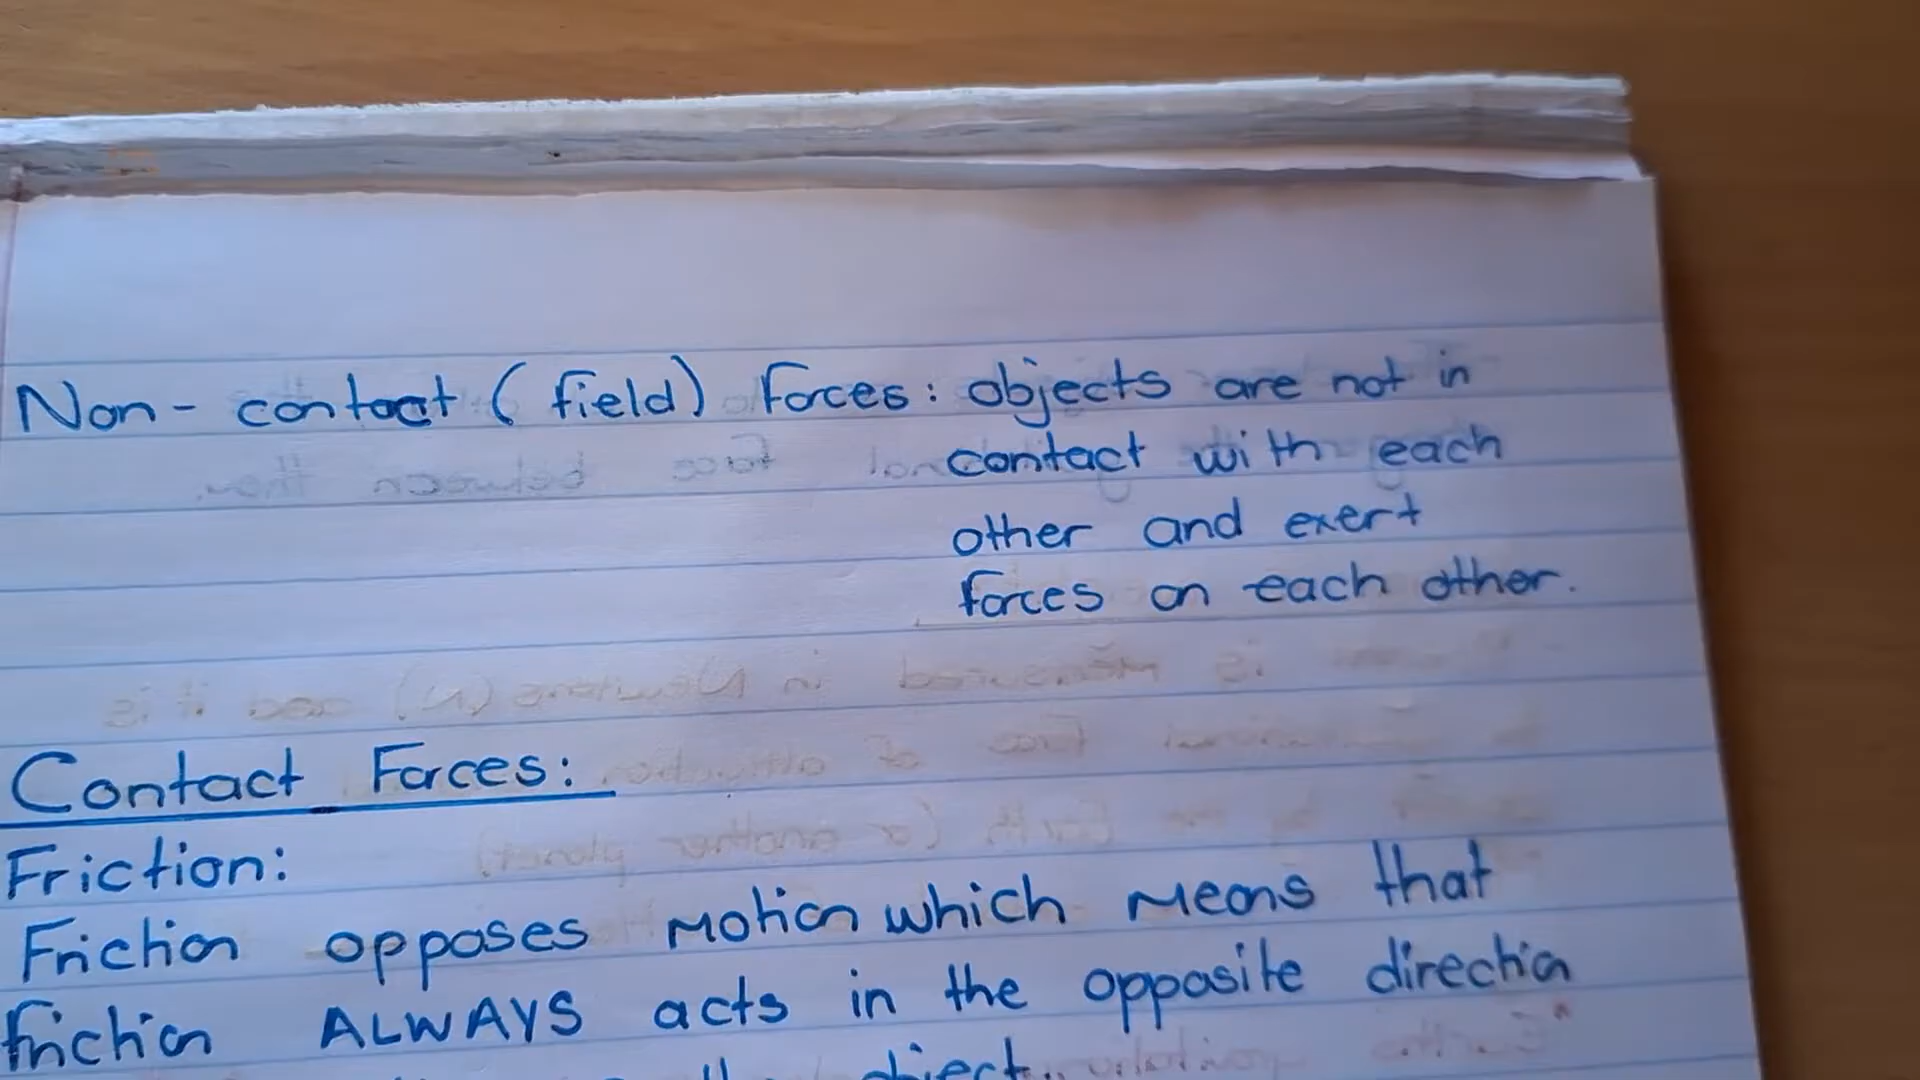 Non-contact (field) Forces: objects are not in
contact with each
other and exert
forces on each other.
Contact Forces:
Friction:
Friction opposes motion which means that
friction ALWAYS acts in the opposite direction
object.